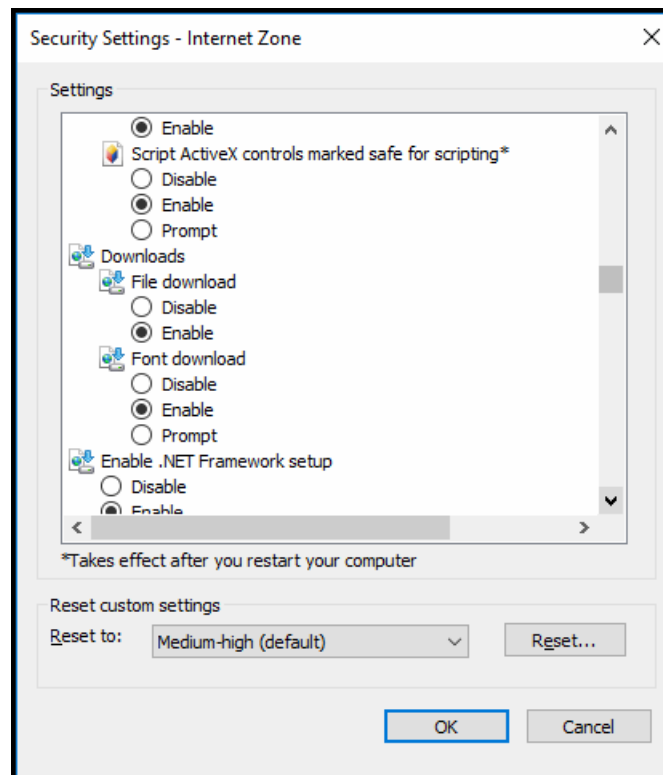 Security Settings - Internet Zone
Settings
Enable
Script ActiveX controls marked safe for scripting*
Disable
Enable
Prompt
Downloads
File download
Disable
Enable
Font download
Disable
Enable
Prompt
Enable .NET Framework setup
Disable
Enable
*Takes effect after you restart your computer
Reset custom settings
Reset to: Medium-high (default) Reset...
OK Cancel